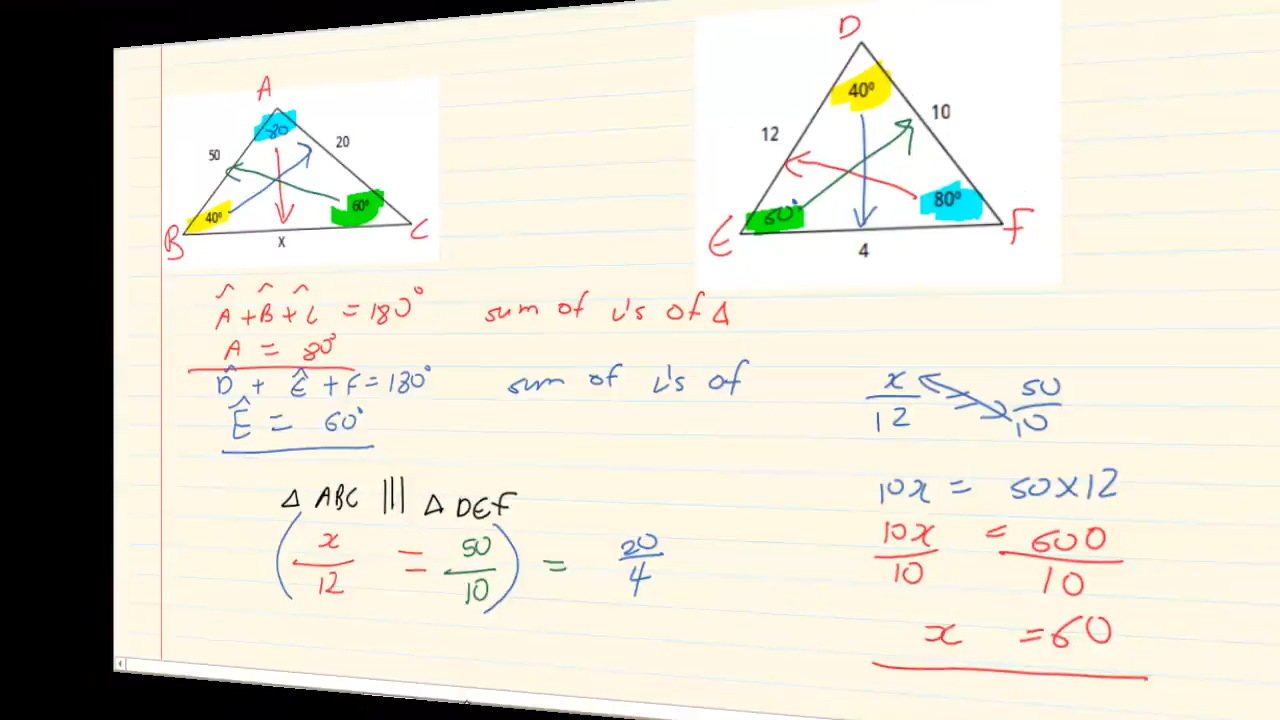 A
80
50
20
40°
60°
B
x
C
D
40°
12
10
60°
80°
E
4
F
Â + B̂ + Ĉ = 180° sum of ∠'s of Δ
A = 80°
D̂ + Ê + F = 180° sum of ∠'s of
Ê = 60°
Δ ABC ||| Δ DEF
(x/12 = 50/10) = 20/4
x/12 = 50/10
10x = 50×12
10x/10 = 600/10
x = 60